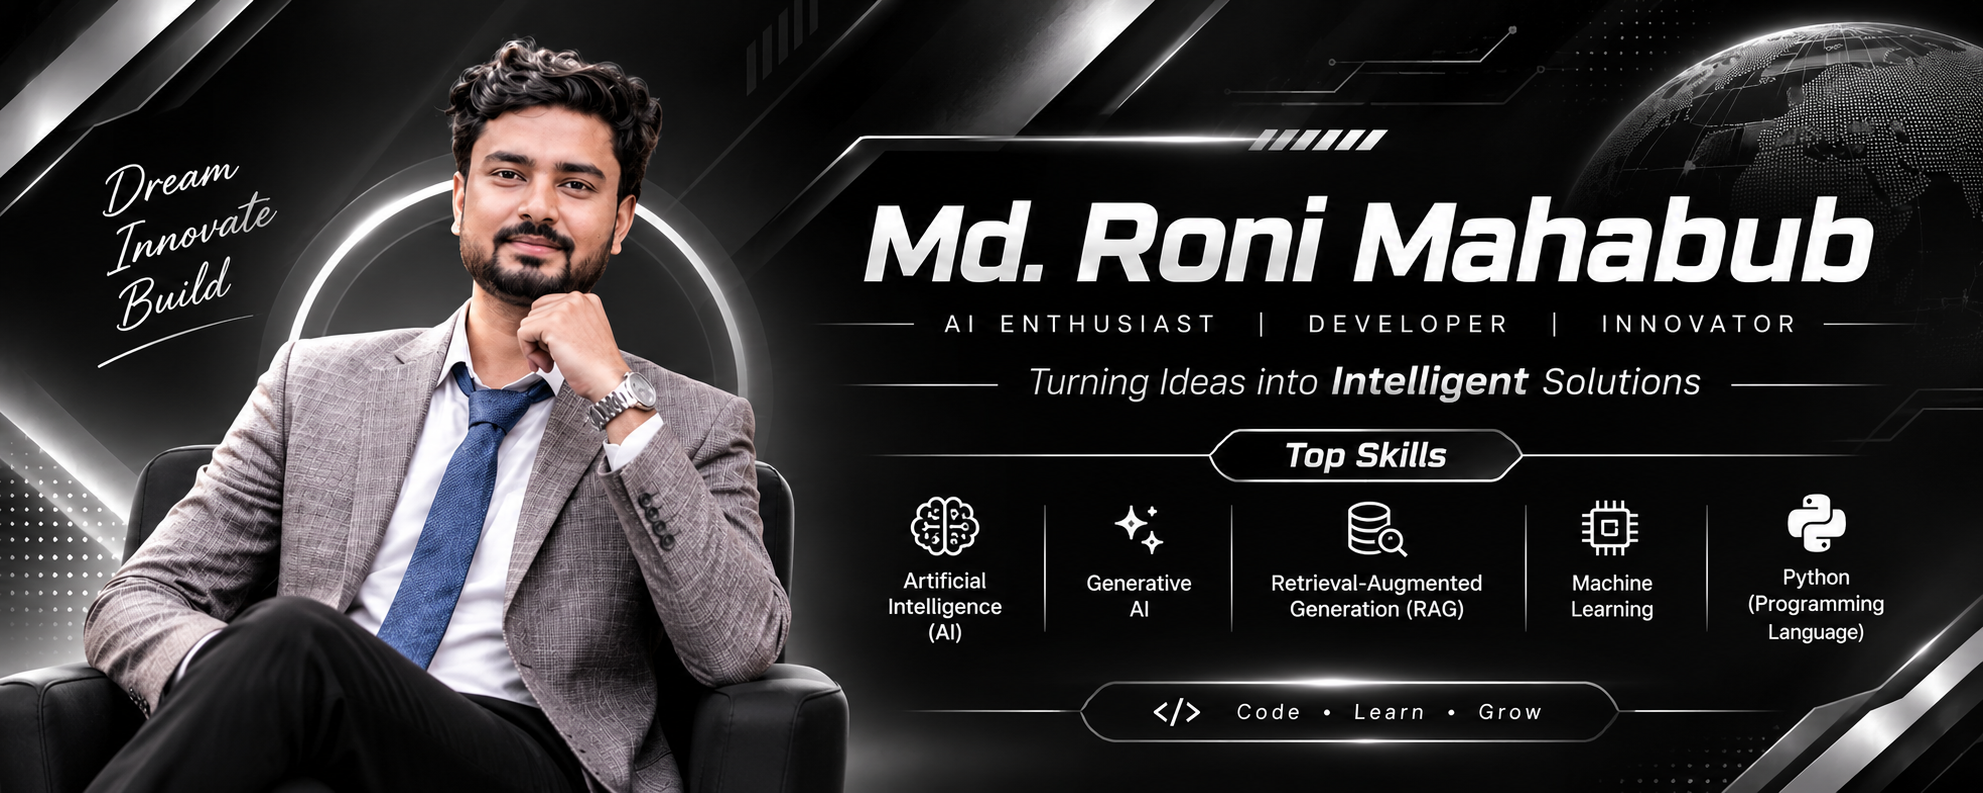 Dream
Innovate
Build
Md. Roni Mahabub
AI ENTHUSIAST | DEVELOPER | INNOVATOR
Turning Ideas into Intelligent Solutions
Top Skills
Artificial
Intelligence
(AI)
Generative
AI
Retrieval-Augmented
Generation (RAG)
Machine
Learning
Python
(Programming
Language)
</> Code • Learn • Grow